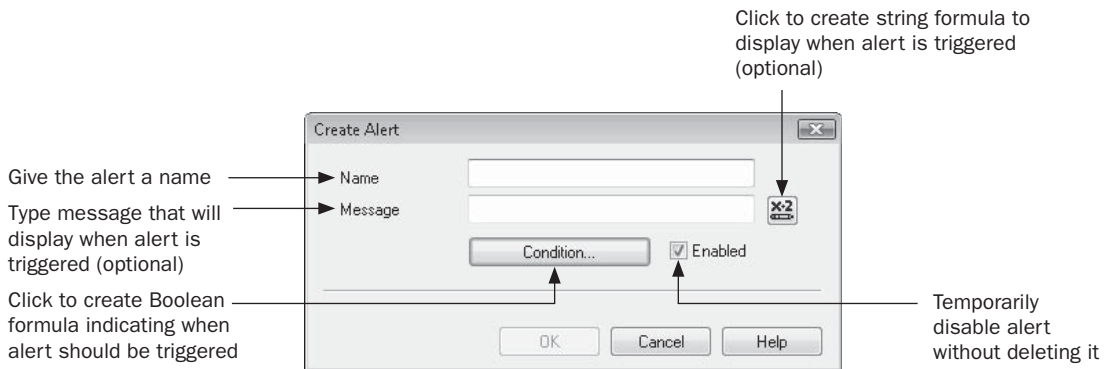 Click to create string formula to
display when alert is triggered
(optional)
Create Alert
Give the alert a name
Name
Type message that will
display when alert is
triggered (optional)
Message
x+2
Condition...
Enabled
Click to create Boolean
formula indicating when
alert should be triggered
Temporarily
disable alert
without deleting it
OK
Cancel
Help